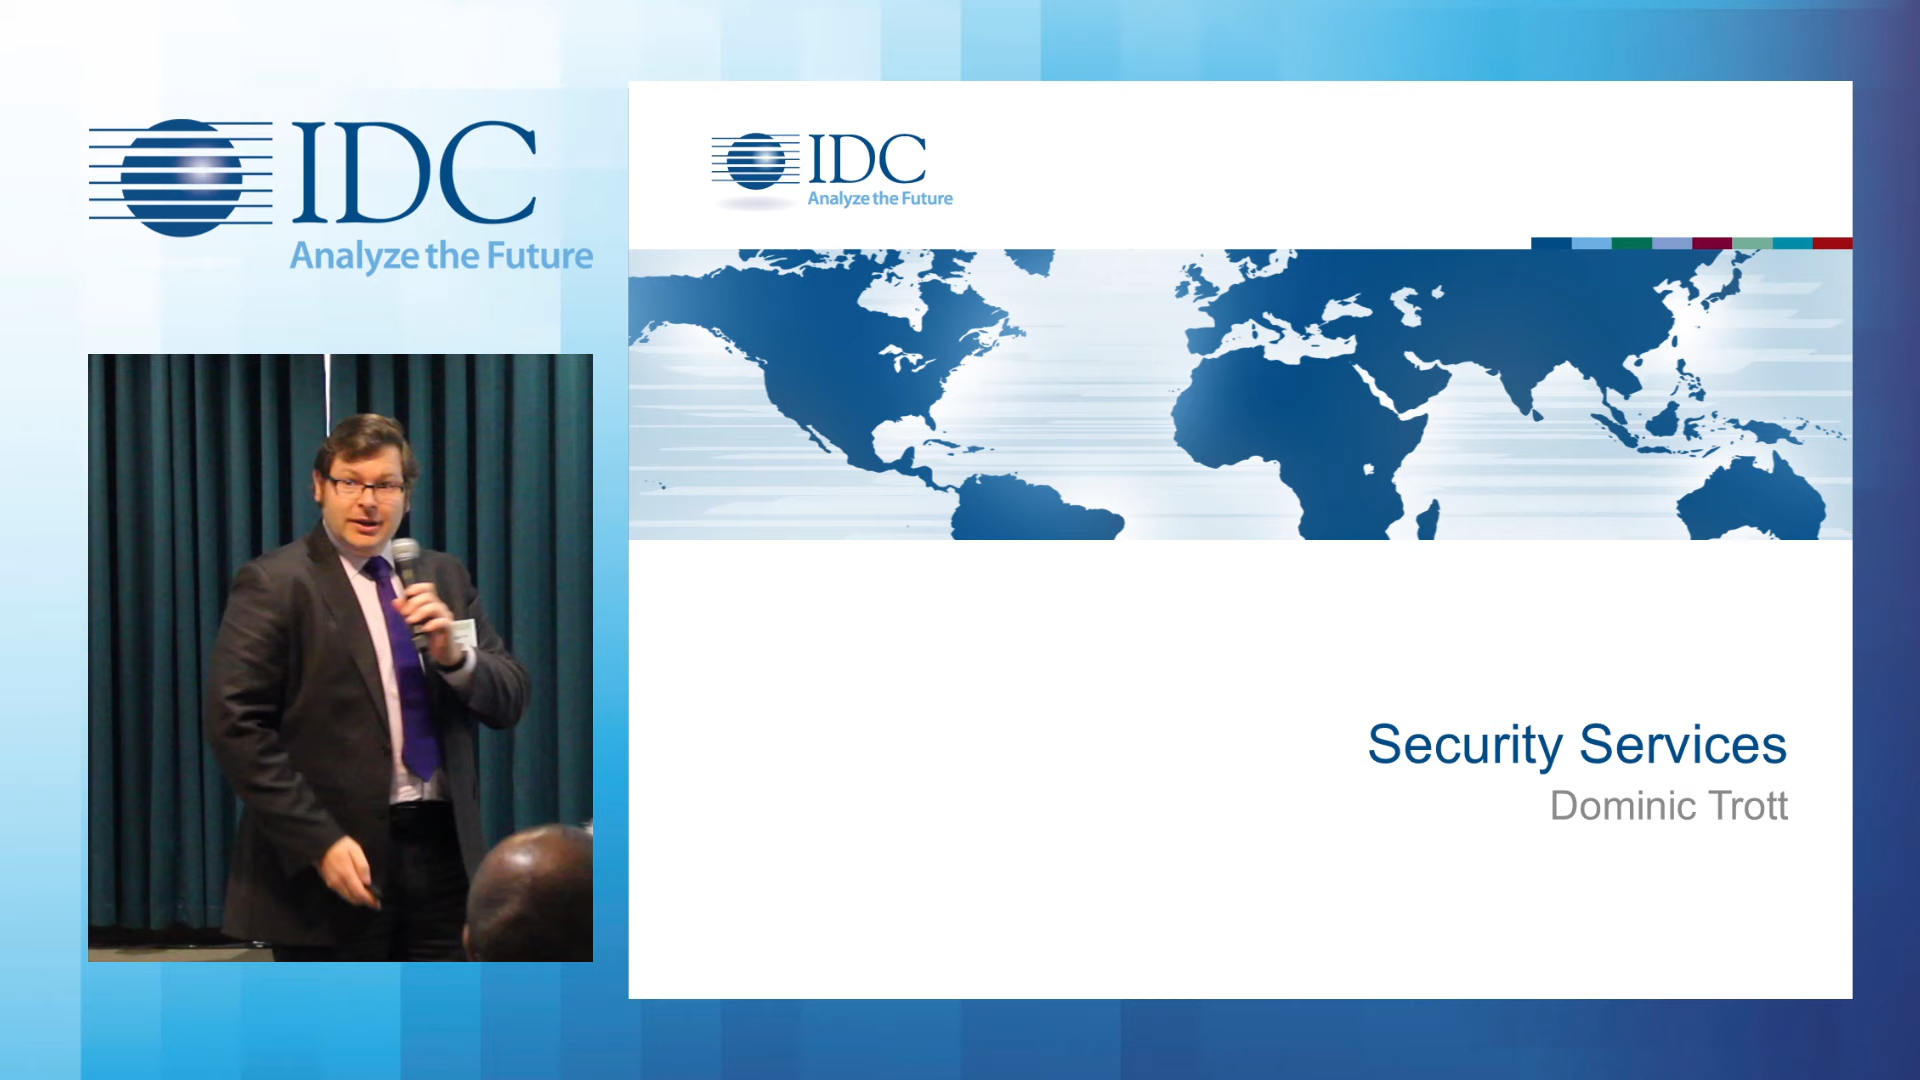 IDC
Analyze the Future
IDC
Analyze the Future
Security Services
Dominic Trott